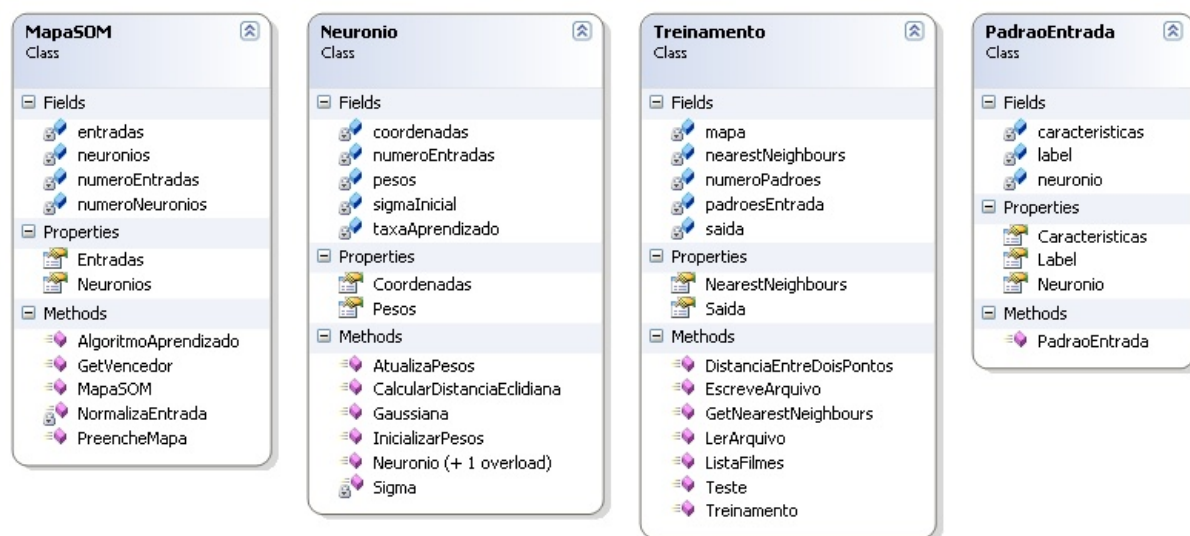 MapaSOM
Class
Fields
entradas
neuronios
numeroEntradas
numeroNeuronios
Properties
Entradas
Neuronios
Methods
AlgoritmoAprendizado
GetVencedor
MapaSOM
NormalizaEntrada
PreencheMapa
Neuronio
Class
Fields
coordenadas
numeroEntradas
pesos
sigmaInicial
taxaAprendizado
Properties
Coordenadas
Pesos
Methods
AtualizaPesos
CalcularDistanciaEclidiana
Gaussiana
InicializarPesos
Neuronio (+ 1 overload)
Sigma
Treinamento
Class
Fields
mapa
nearestNeighbours
numeroPadroes
padroesEntrada
saida
Properties
NearestNeighbours
Saida
Methods
DistanciaEntreDoisPontos
EscreveArquivo
GetNearestNeighbours
LerArquivo
ListaFilmes
Teste
Treinamento
PadraoEntrada
Class
Fields
caracteristicas
label
neuronio
Properties
Caracteristicas
Label
Neuronio
Methods
PadraoEntrada